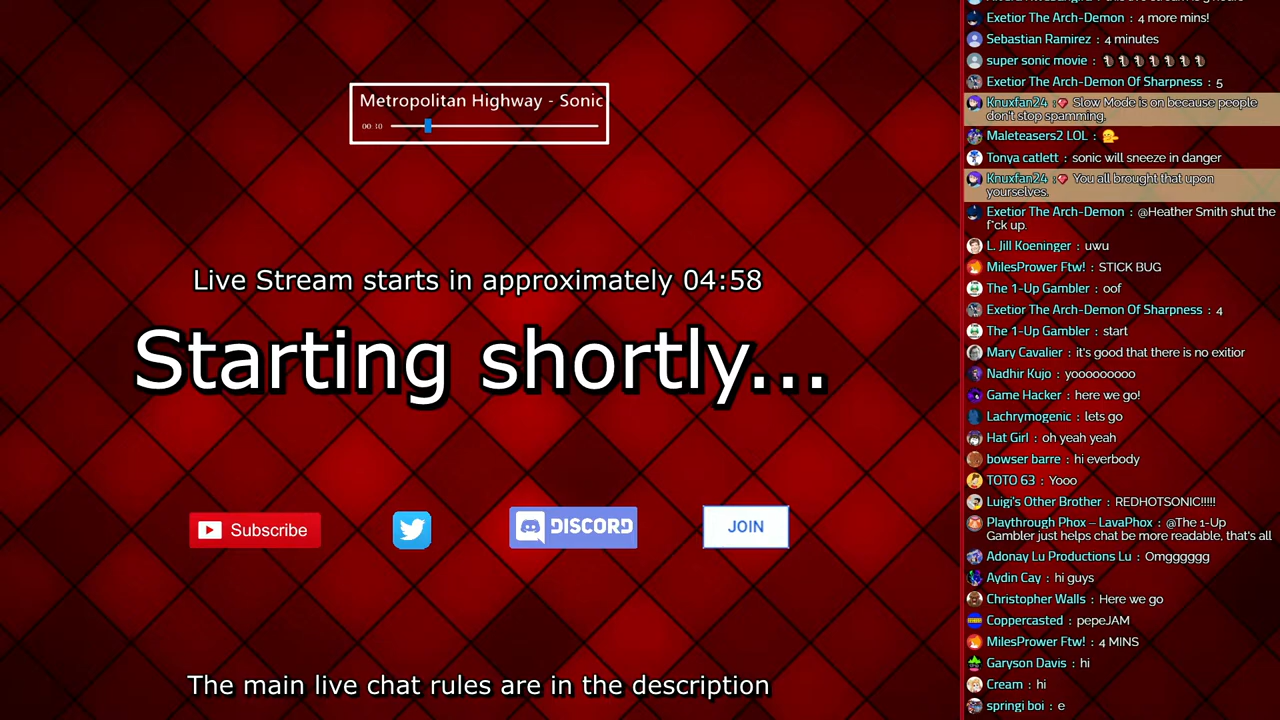 Metropolitan Highway - Sonic
00:10
Live Stream starts in approximately 04:58
Starting shortly...
Subscribe
DISCORD
JOIN
The main live chat rules are in the description
Exetior The Arch-Demon : 4 more mins!
Sebastian Ramirez : 4 minutes
super sonic movie :
Exetior The Arch-Demon Of Sharpness : 5
Knuxfan24 : Slow Mode is on because people
don't stop spamming.
Maleteasers2 LOL :
Tonya catlett : sonic will sneeze in danger
Knuxfan24 : You all brought that upon
yourselves.
Exetior The Arch-Demon : @Heather Smith shut the
f*ck up.
L. Jill Koeninger : uwu
MilesPrower Ftw! : STICK BUG
The 1-Up Gambler : oof
Exetior The Arch-Demon Of Sharpness : 4
The 1-Up Gambler : start
Mary Cavalier : it's good that there is no exitior
Nadhir Kujo : yooooooooo
Game Hacker : here we go!
Lachrymogenic : lets go
Hat Girl : oh yeah yeah
bowser barre : hi everbody
TOTO 63 : Yooo
Luigi's Other Brother : REDHOTSONIC!!!!!
Playthrough Phox – LavaPhox : @The 1-Up
Gambler just helps chat be more readable, that's all
Adonay Lu Productions Lu : Omgggggg
Aydin Cay : hi guys
Christopher Walls : Here we go
Coppercasted : pepeJAM
MilesPrower Ftw! : 4 MINS
Garyson Davis : hi
Cream : hi
springi boi : e